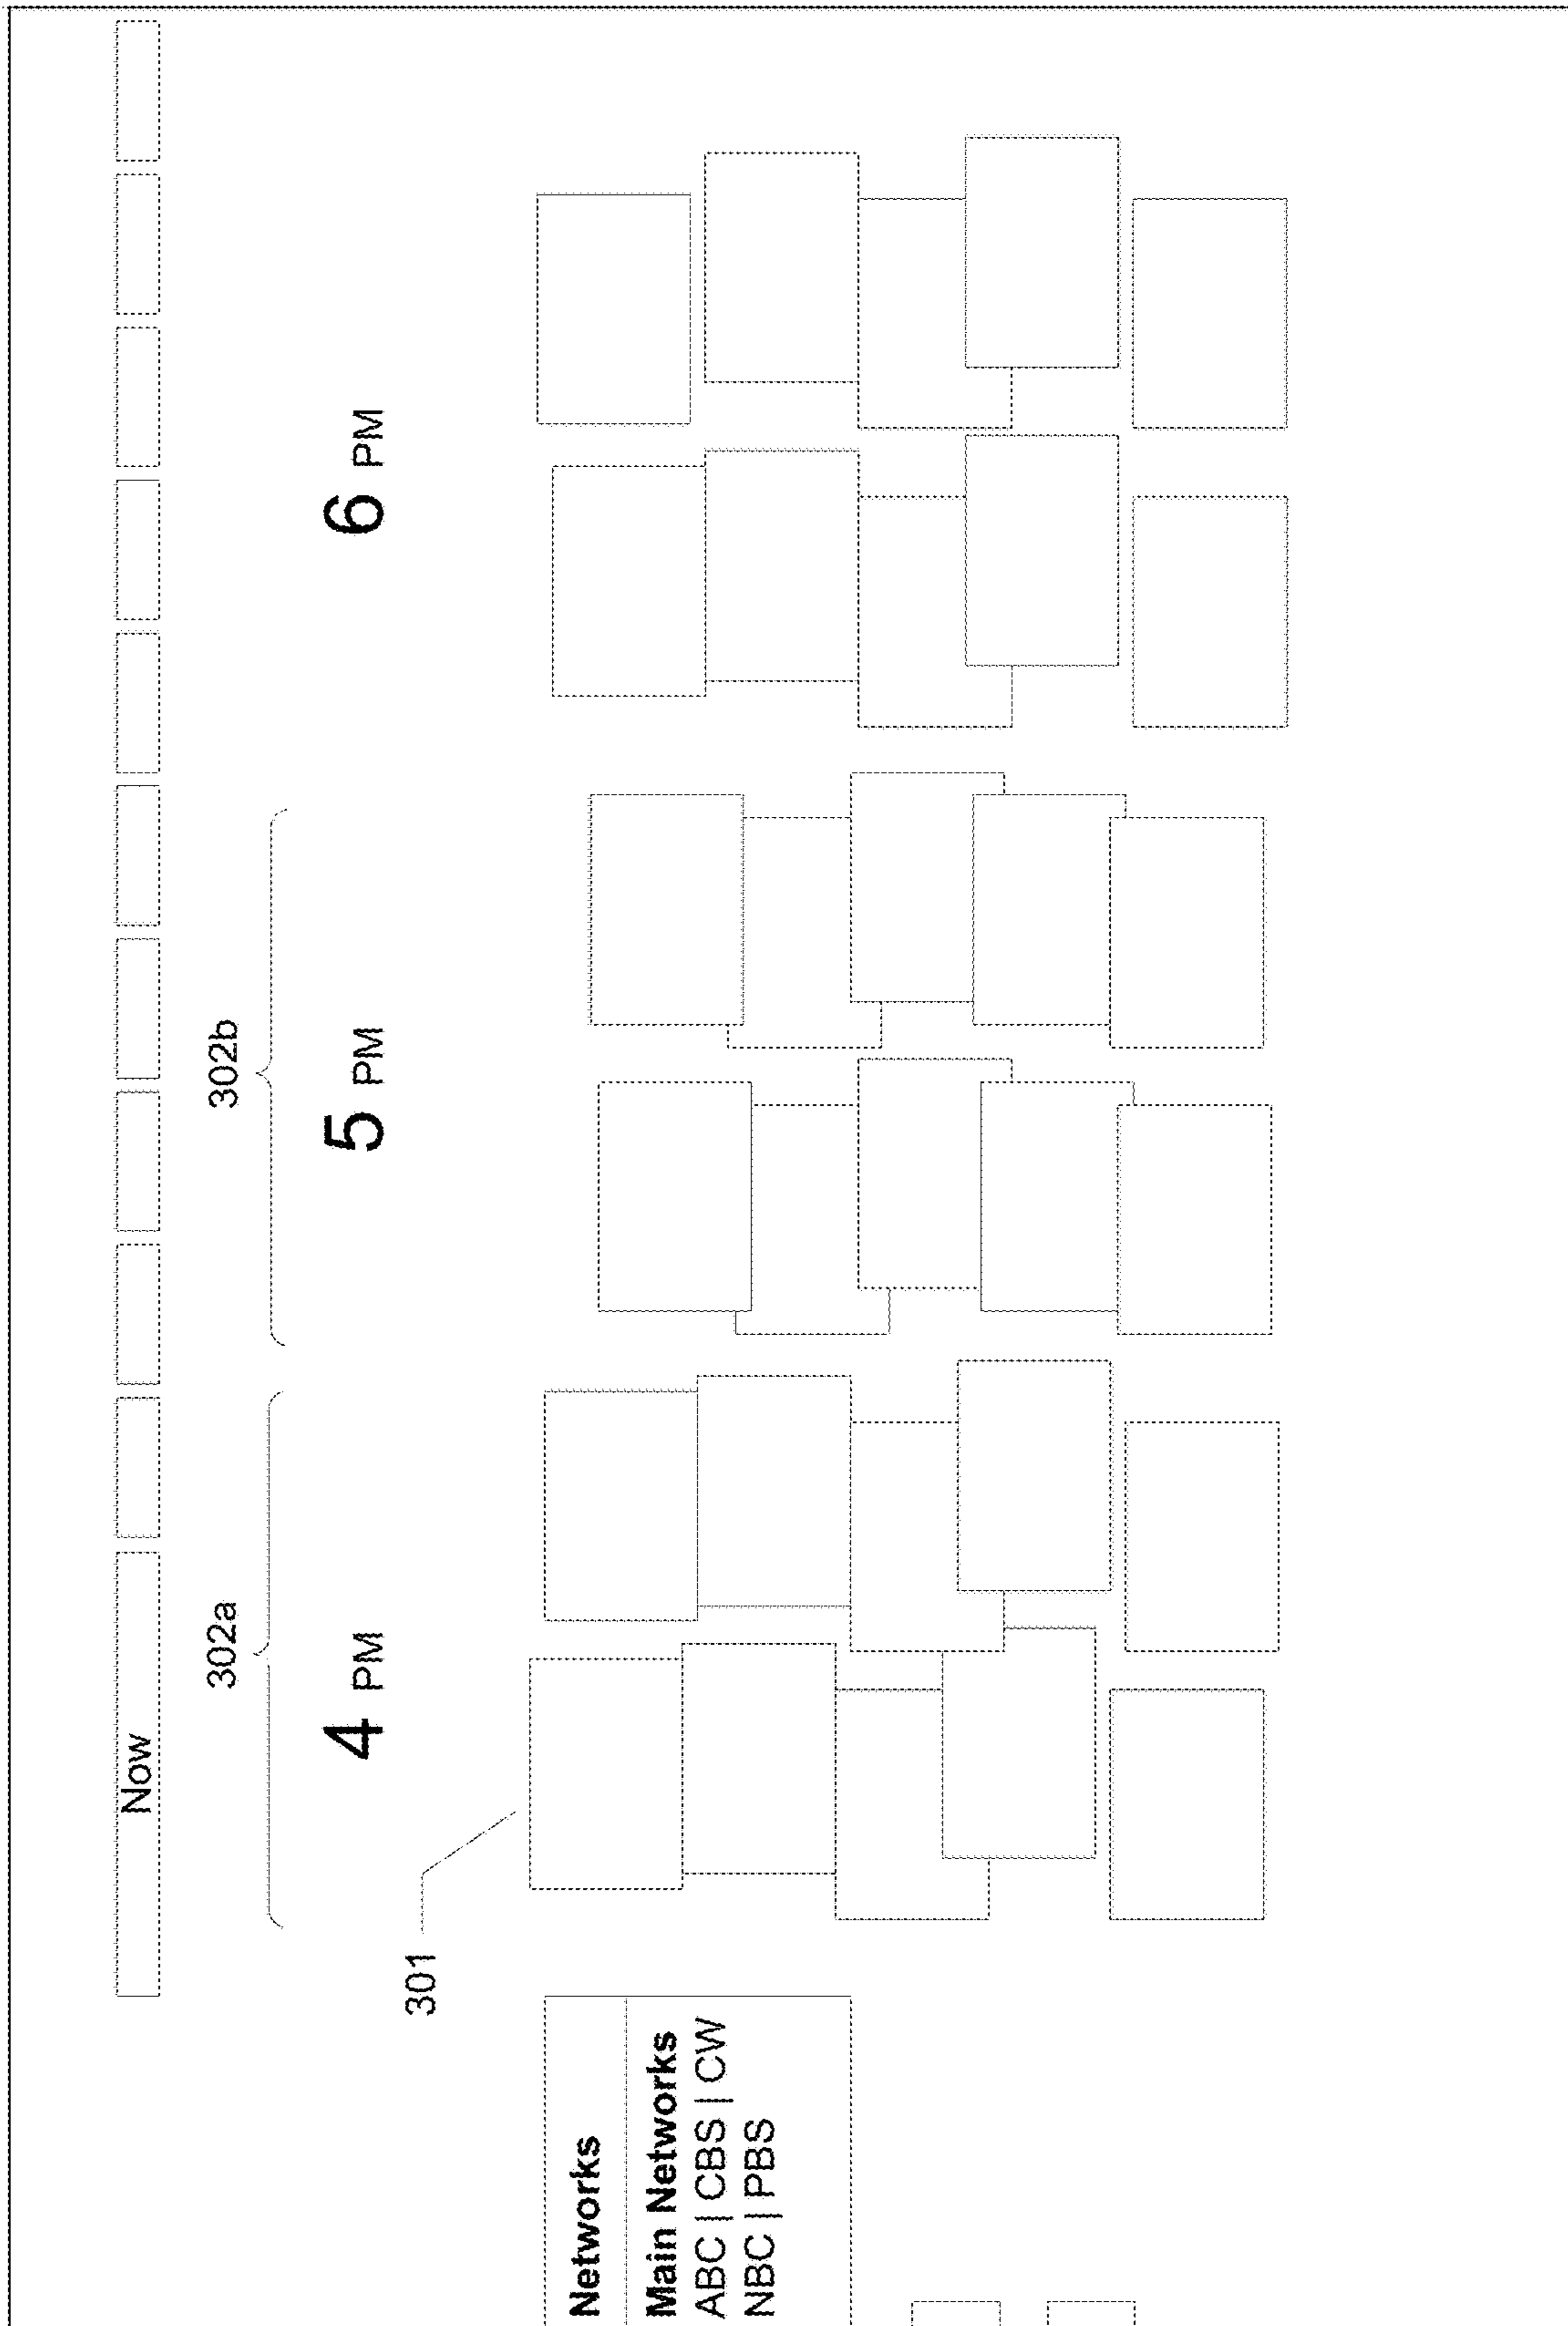 Now
302a
302b
4 PM
5 PM
6 PM
301
Networks
Main Networks
ABC | CBS | CW
NBC | PBS